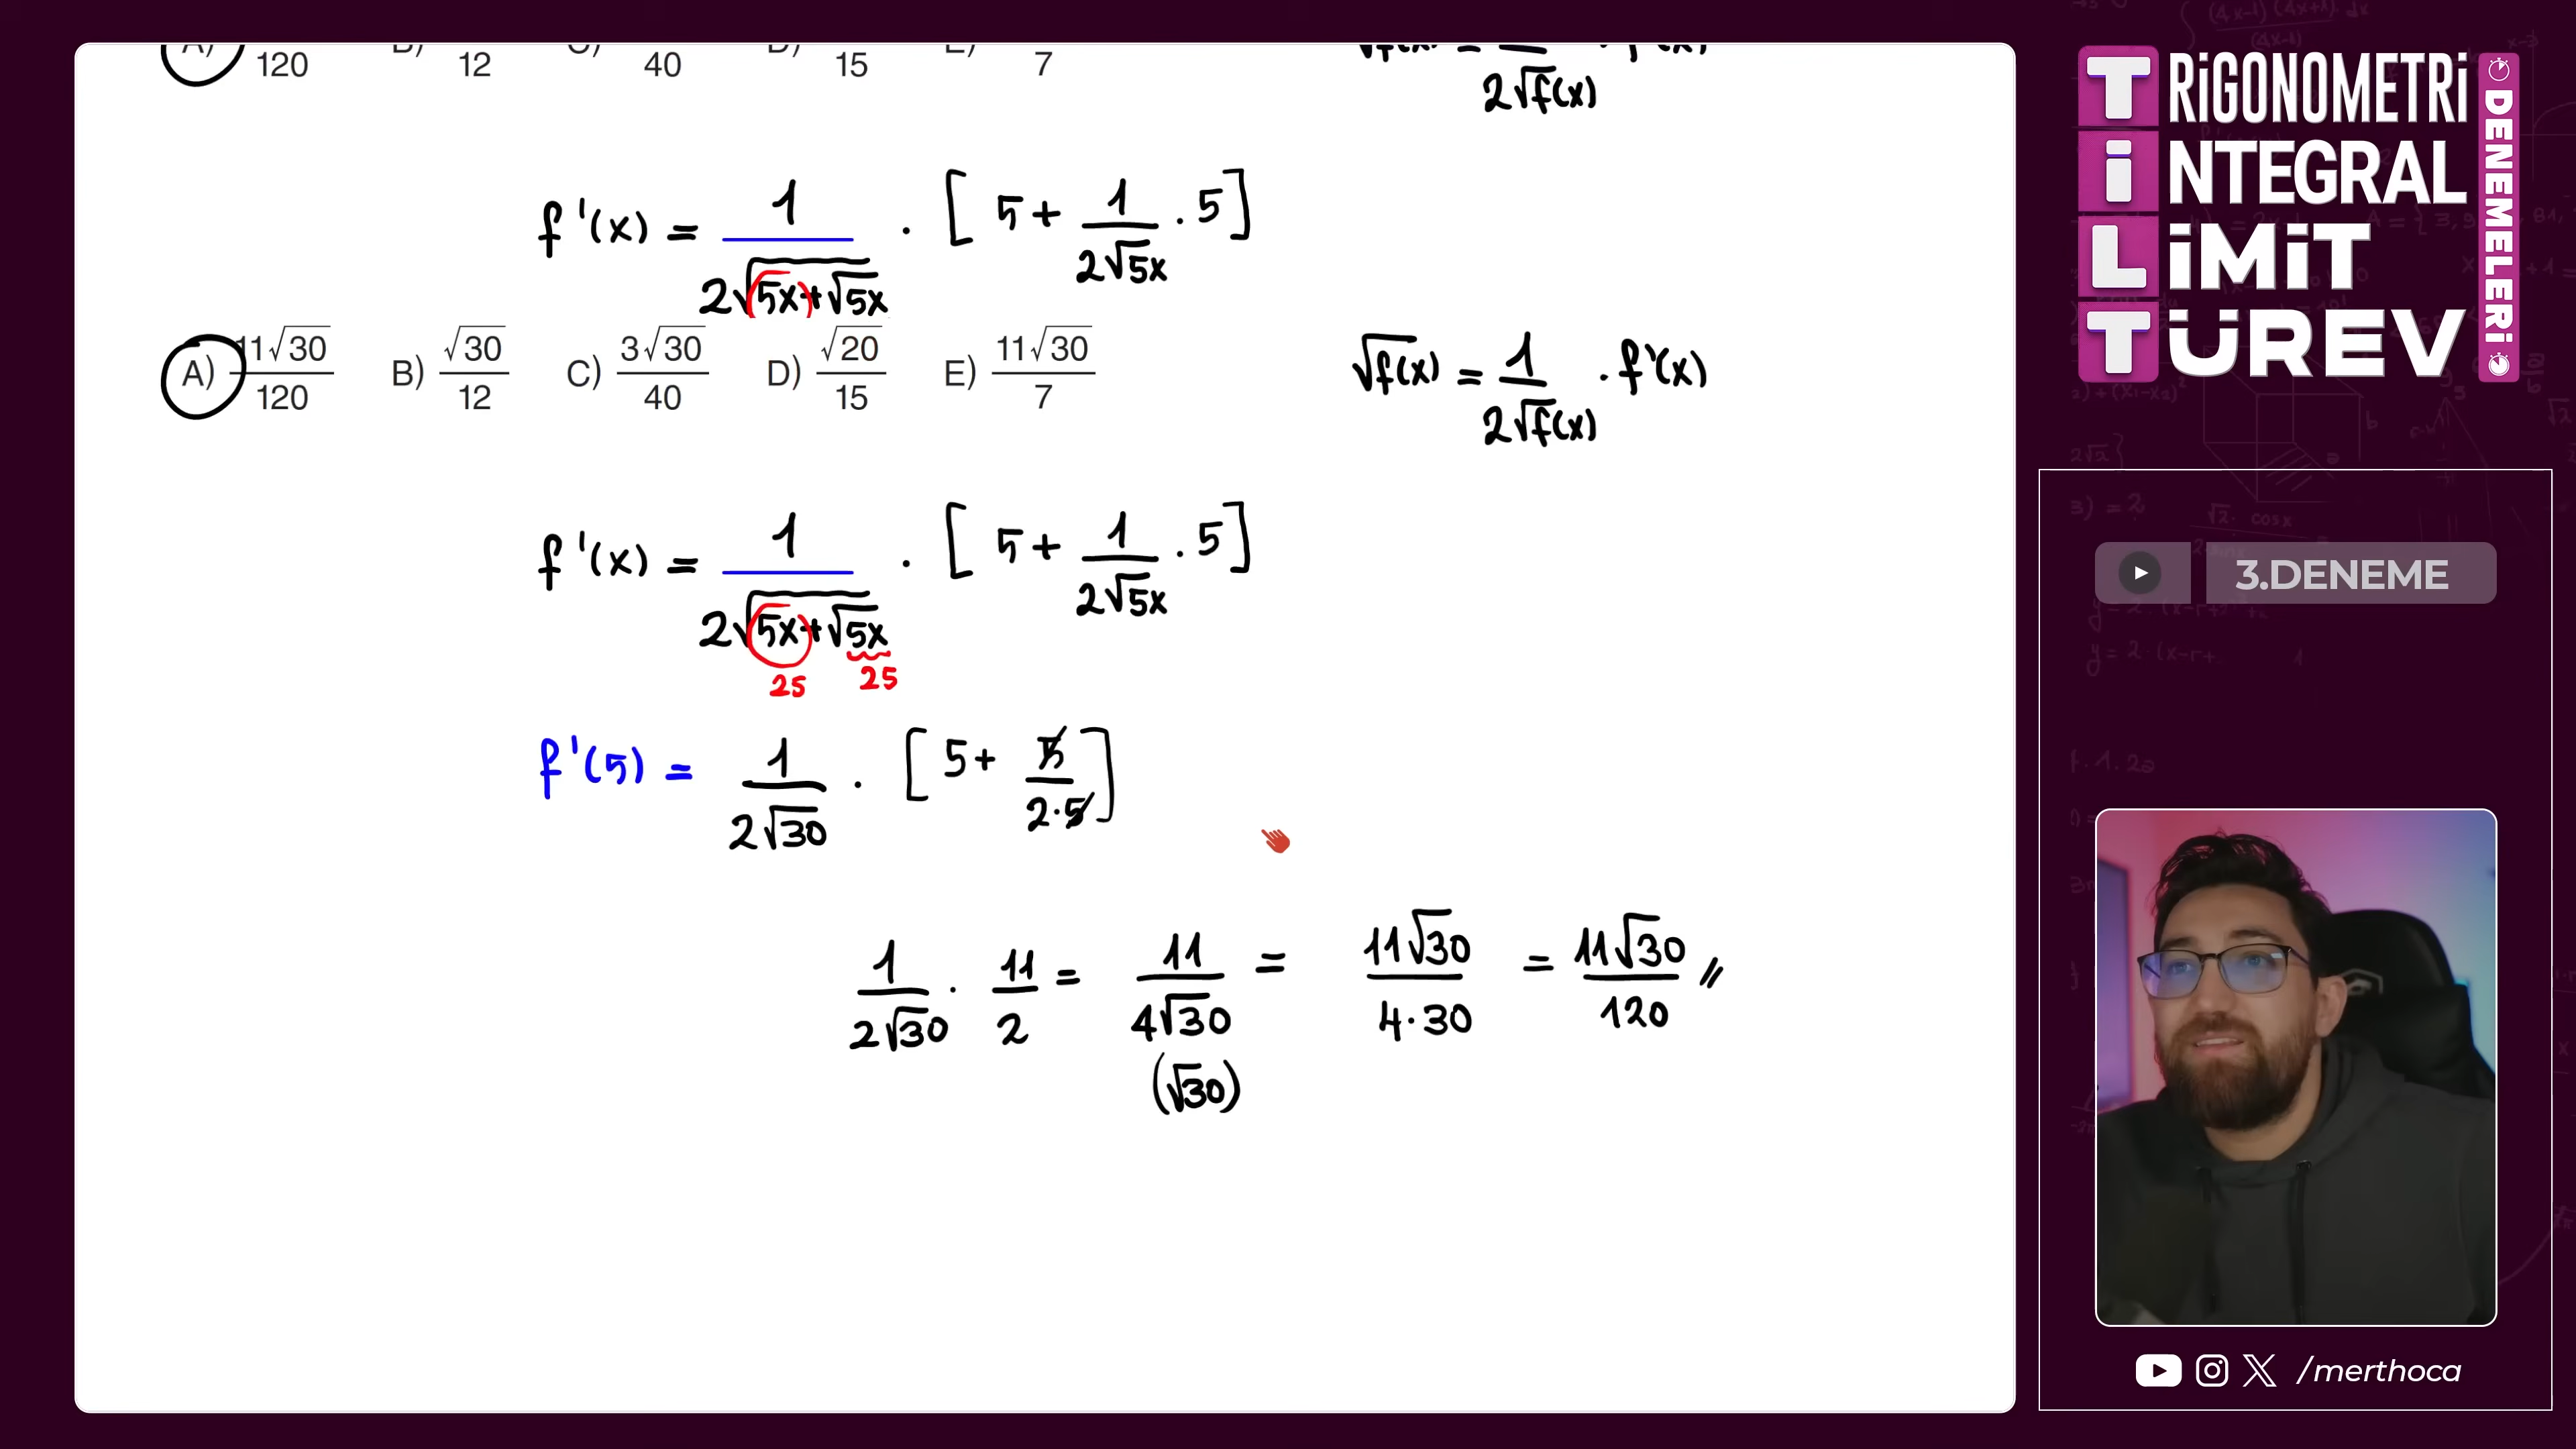 A) 120 B) 12 C) 40 D) 15 E) 7
√f(x) = 1/2√f(x) · f'(x)
f'(x) = 1/2√(5x+√5x) · [5 + 1/2√5x · 5]
A) 11√30/120 B) √30/12 C) 3√30/40 D) √20/15 E) 11√30/7
√f(x) = 1/2√f(x) · f'(x)
f'(x) = 1/2√(5x+√5x) · [5 + 1/2√5x · 5]
25 25
f'(5) = 1/2√30 · [5 + 5/2·5]
1/2√30 · 11/2 = 11/4√30 = 11√30/4·30 = 11√30/120 //
(√30)
TRİGONOMETRİ
İNTEGRAL
LİMİT
TÜREV
DENEMELERİ
3.DENEME
/merthoca